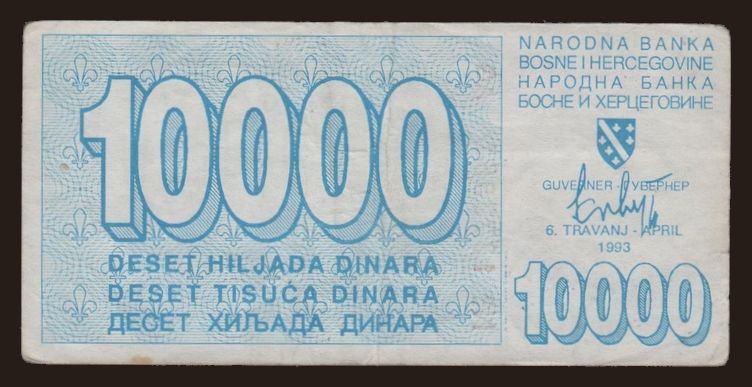 10000
DESET HILJADA DINARA
DESET TISUĆA DINARA
ДЕСЕТ ХИЉАДА ДИНАРА
NARODNA BANKA
BOSNE I HERCEGOVINE
НАРОДНА БАНКА
БОСНЕ И ХЕРЦЕГОВИНЕ
GUVERNER - ГУВЕРНЕР
6. TRAVANJ - APRIL
1993
10000